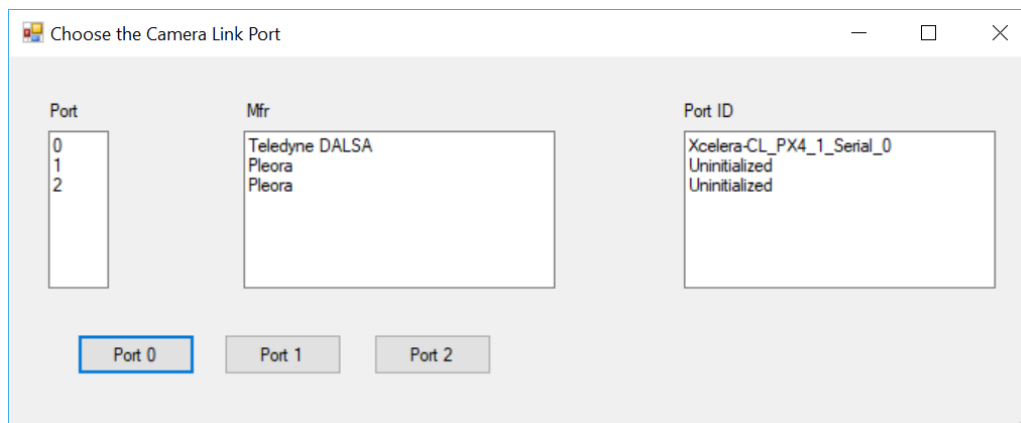 Choose the Camera Link Port
Port
Mfr
Port ID
0
1
2
Teledyne DALSA
Pleora
Pleora
Xcelera-CL_PX4_1_Serial_0
Uninitialized
Uninitialized
Port 0
Port 1
Port 2